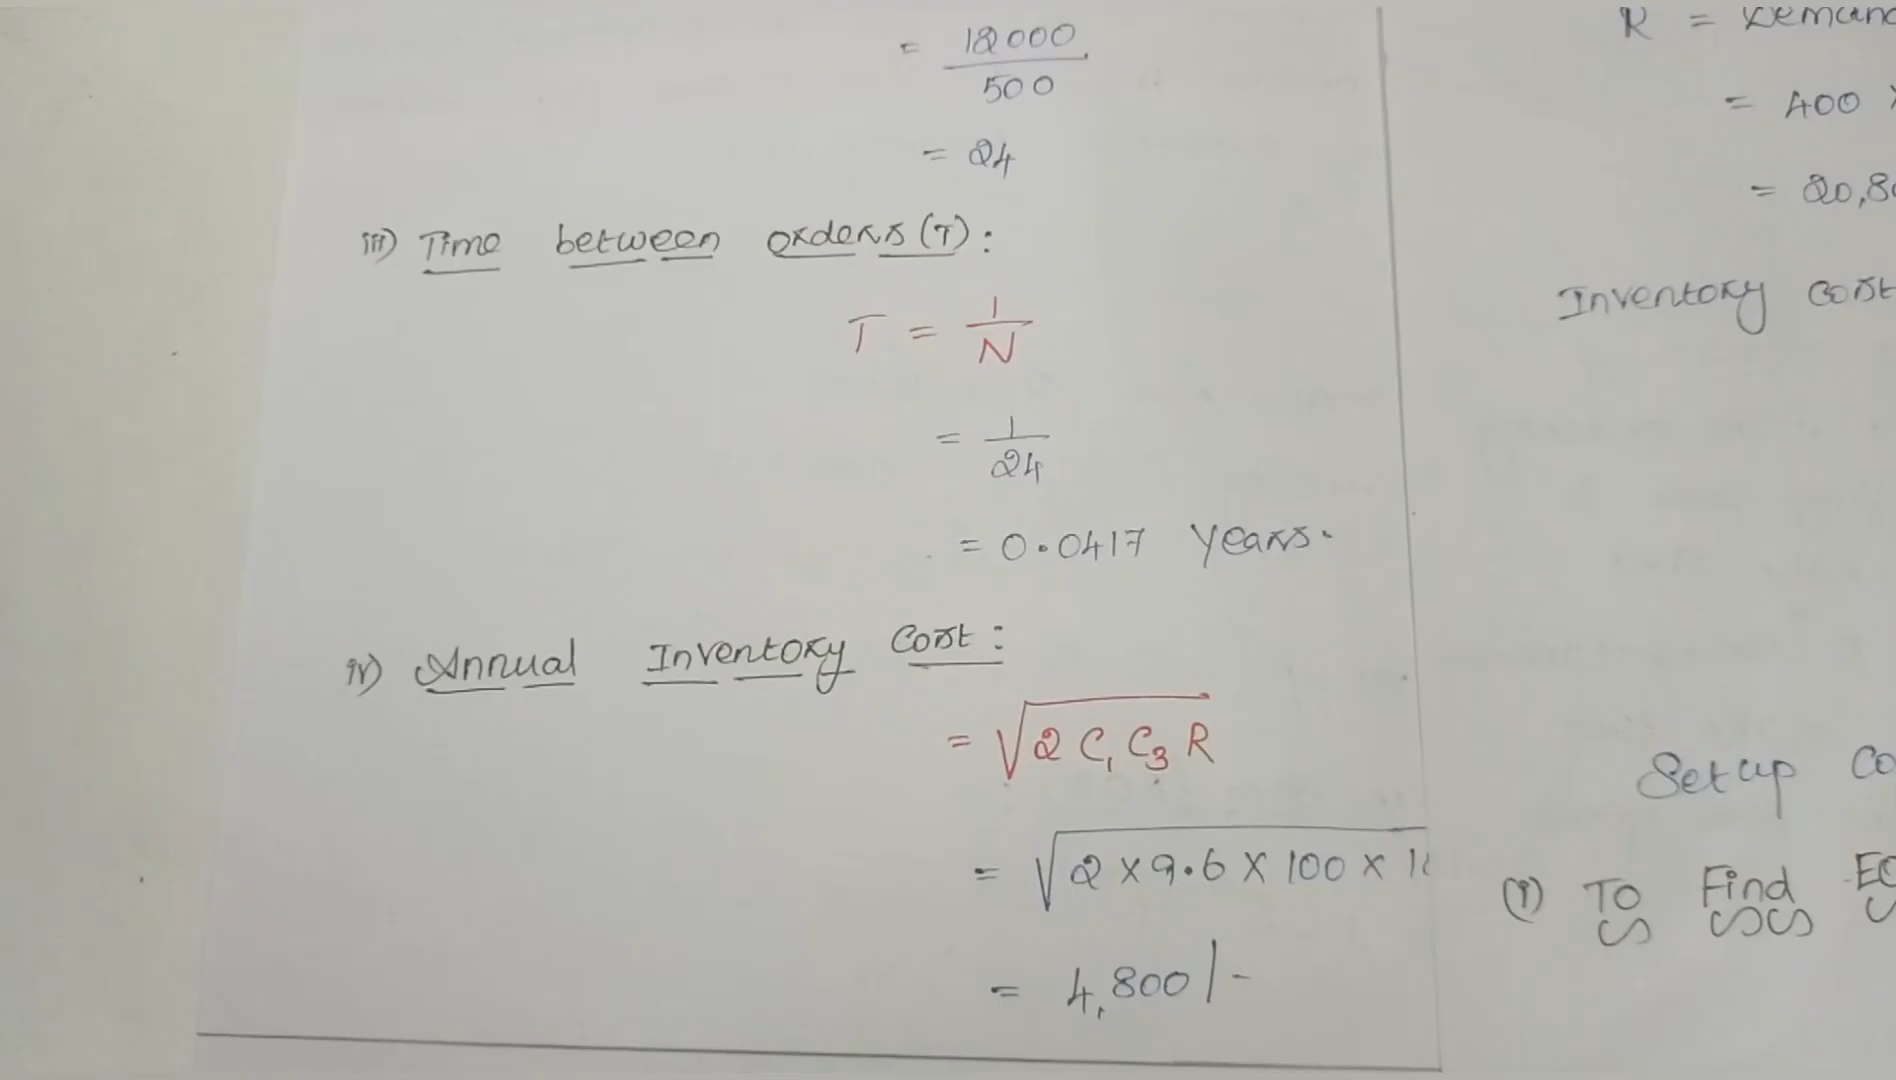 = 12000
500
= 24
iii) Time between orders (T) :
T = 1
N
= 1
24
= 0.0417 Years.
iv) Annual Inventory Cost :
= √2 C₁ C₃ R
= √2 × 9.6 × 100 × 1
= 4,800/-
R = Demand
= 400 ×
= 20,8
Inventory cost
Setup Co
(i) To Find